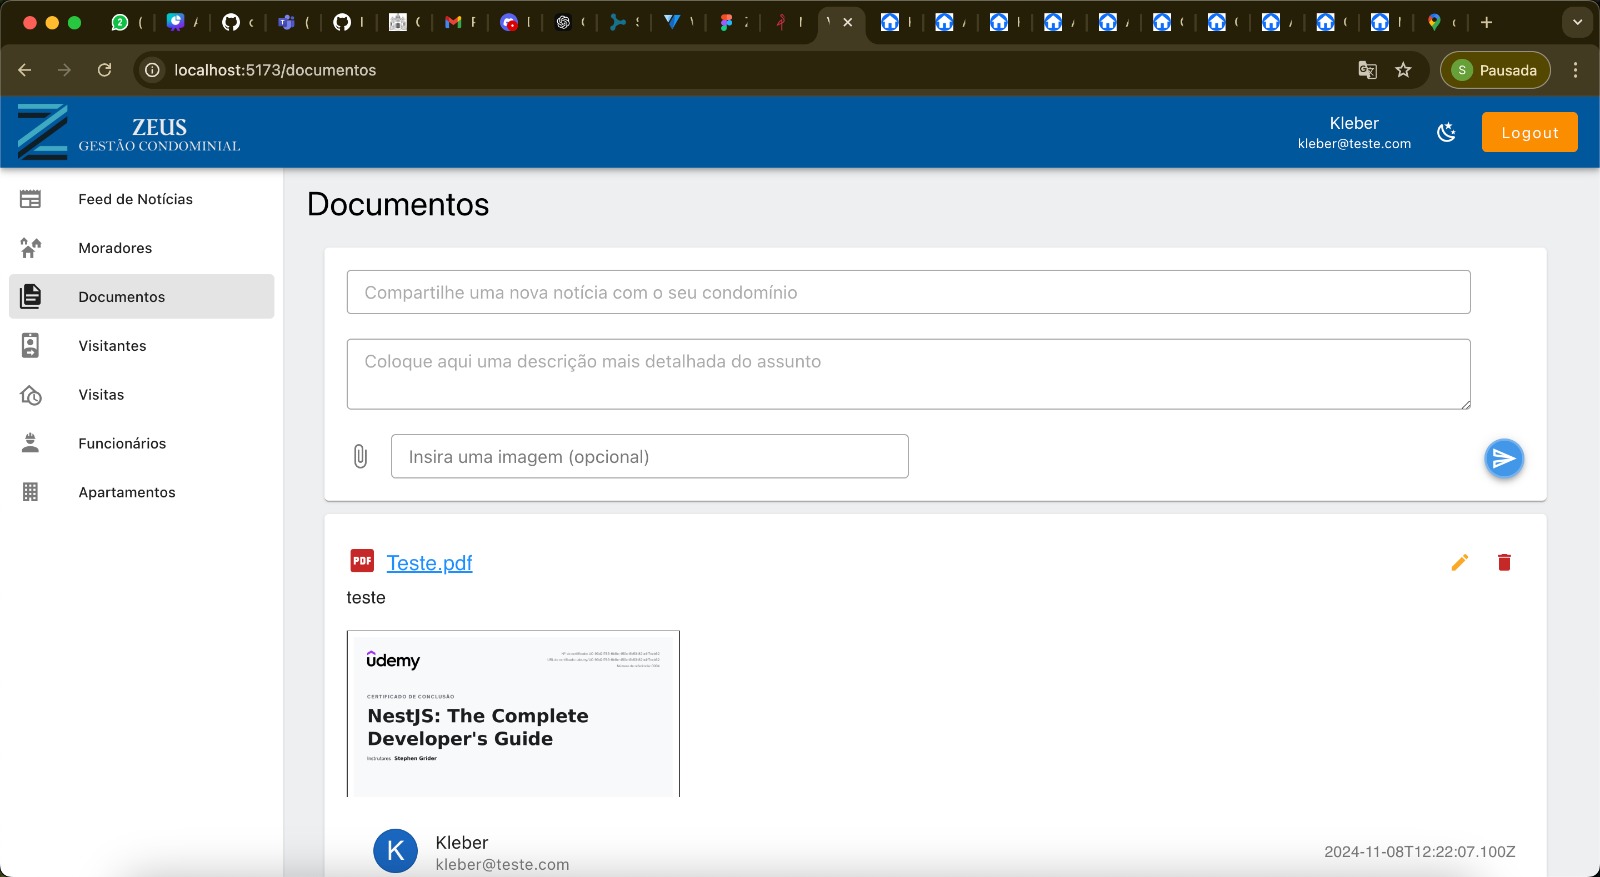 localhost:5173/documentos
S Pausada
ZEUS
GESTÃO CONDOMINIAL
Kleber
kleber@teste.com
Logout
Feed de Notícias
Moradores
Documentos
Visitantes
Visitas
Funcionários
Apartamentos
Documentos
Compartilhe uma nova notícia com o seu condomínio
Coloque aqui uma descrição mais detalhada do assunto
Insira uma imagem (opcional)
PDF Teste.pdf
teste
ûdemy
CERTIFICADO DE CONCLUSÃO
NestJS: The Complete
Developer's Guide
Instrutores Stephen Grider
K
Kleber
kleber@teste.com
2024-11-08T12:22:07.100Z